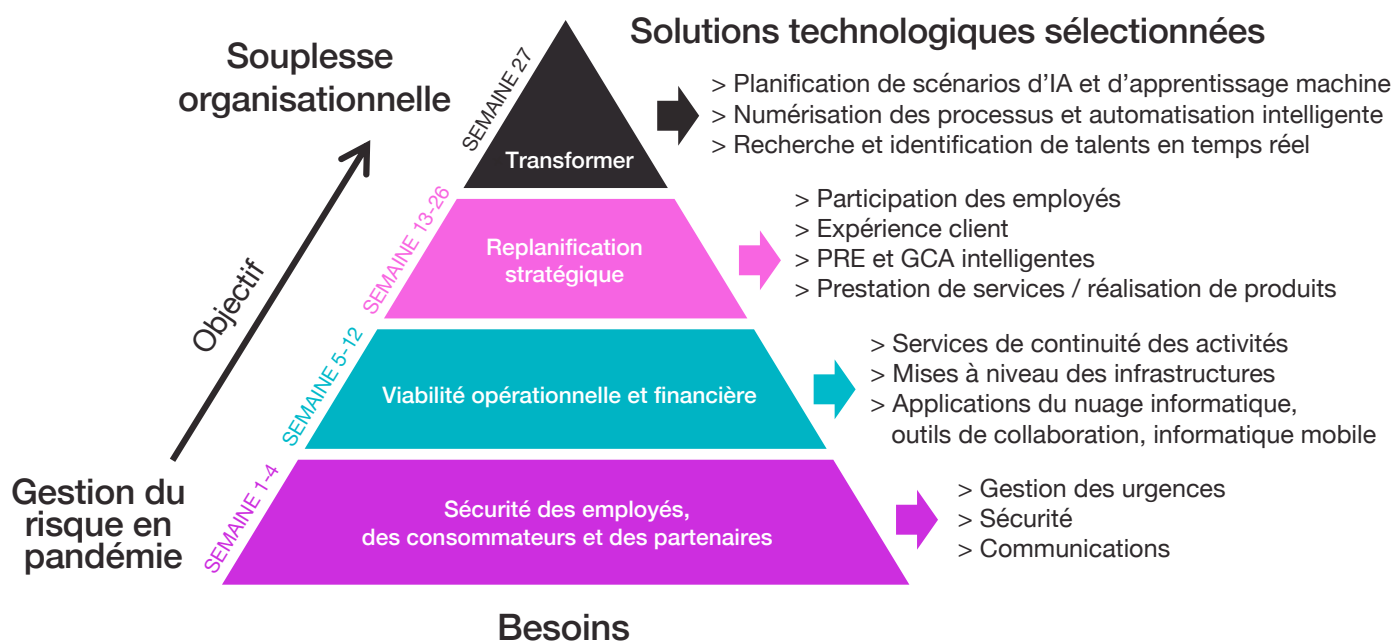 Solutions technologiques sélectionnées
Souplesse
organisationnelle
Objectif
Gestion du
risque en
pandémie
SEMAINE 27
Transformer
> Planification de scénarios d'IA et d'apprentissage machine
> Numérisation des processus et automatisation intelligente
> Recherche et identification de talents en temps réel
SEMAINE 13-26
Replanification
stratégique
> Participation des employés
> Expérience client
> PRE et GCA intelligentes
> Prestation de services / réalisation de produits
SEMAINE 5-12
Viabilité opérationnelle et financière
> Services de continuité des activités
> Mises à niveau des infrastructures
> Applications du nuage informatique,
outils de collaboration, informatique mobile
SEMAINE 1-4
Sécurité des employés,
des consommateurs et des partenaires
> Gestion des urgences
> Sécurité
> Communications
Besoins